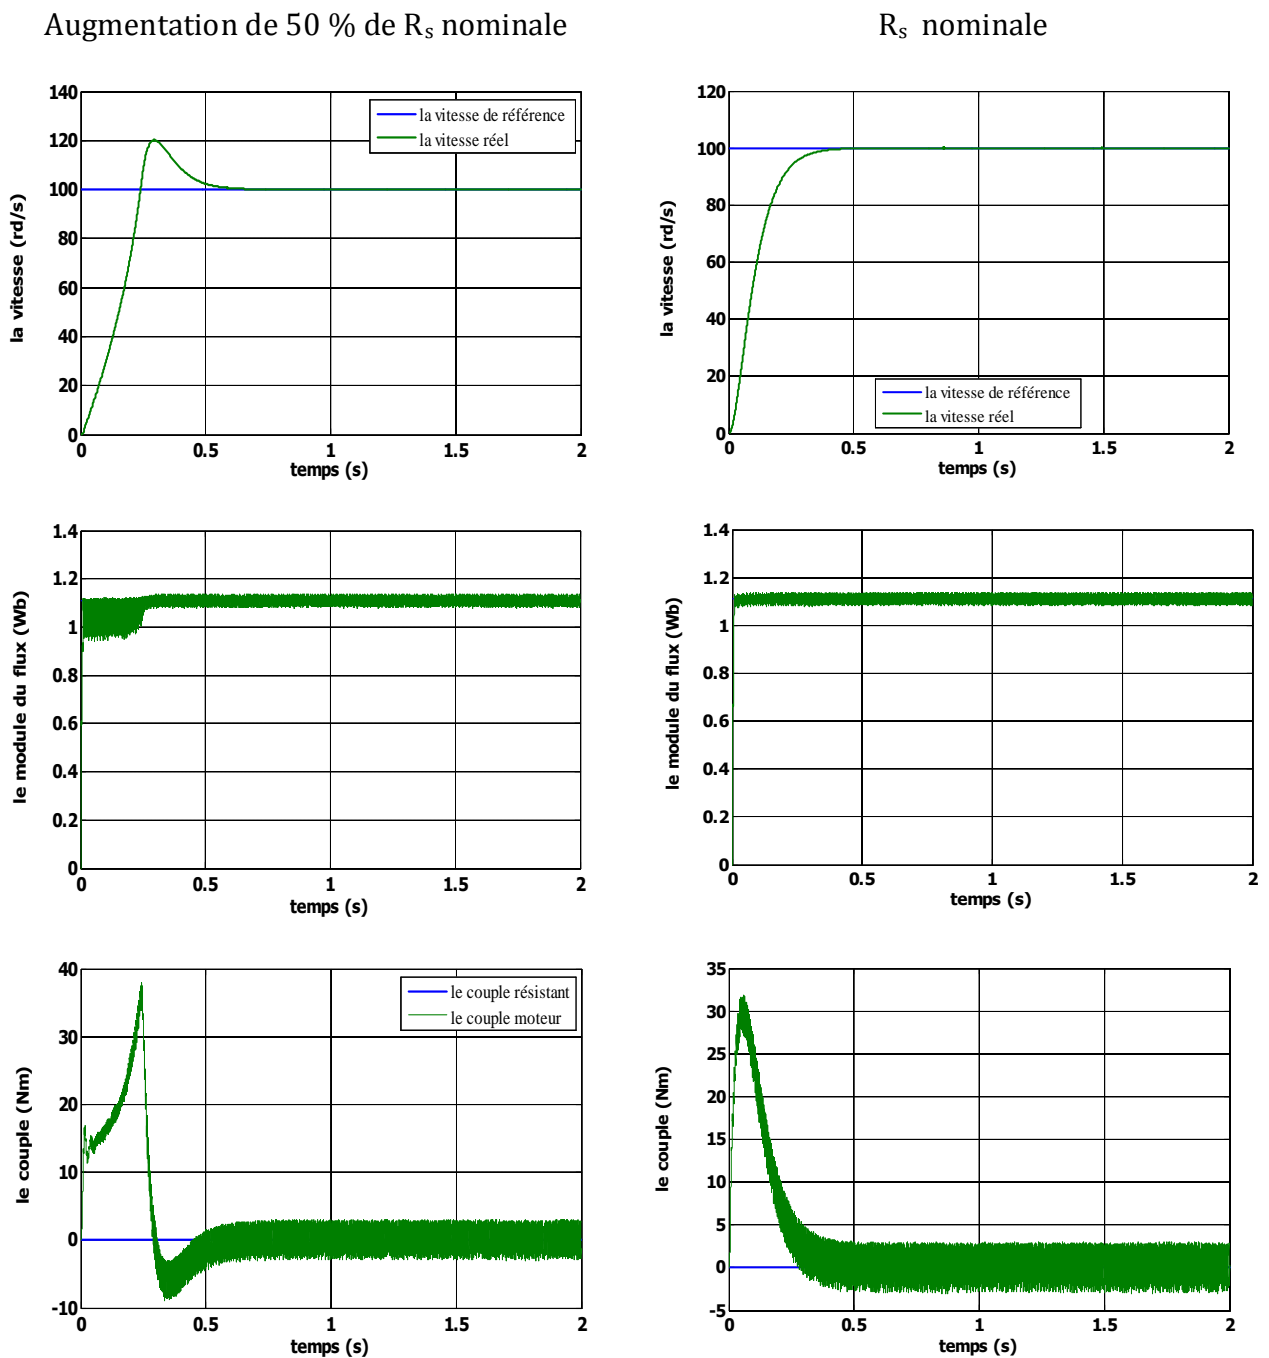 Augmentation de 50 % de Rs nominale
Rs nominale
140
120
100
80
60
40
20
0
la vitesse (rd/s)
la vitesse de référence
la vitesse réel
0 0.5 1 1.5 2
temps (s)
120
100
80
60
40
20
0
la vitesse (rd/s)
la vitesse de référence
la vitesse réel
0 0.5 1 1.5 2
temps (s)
1.4
1.2
1
0.8
0.6
0.4
0.2
0
le module du flux (Wb)
0 0.5 1 1.5 2
temps (s)
1.4
1.2
1
0.8
0.6
0.4
0.2
0
le module du flux (Wb)
0 0.5 1 1.5 2
temps (s)
40
30
20
10
0
-10
le couple (Nm)
le couple résistant
le couple moteur
0 0.5 1 1.5 2
temps (s)
35
30
25
20
15
10
5
0
-5
le couple (Nm)
0 0.5 1 1.5 2
temps (s)